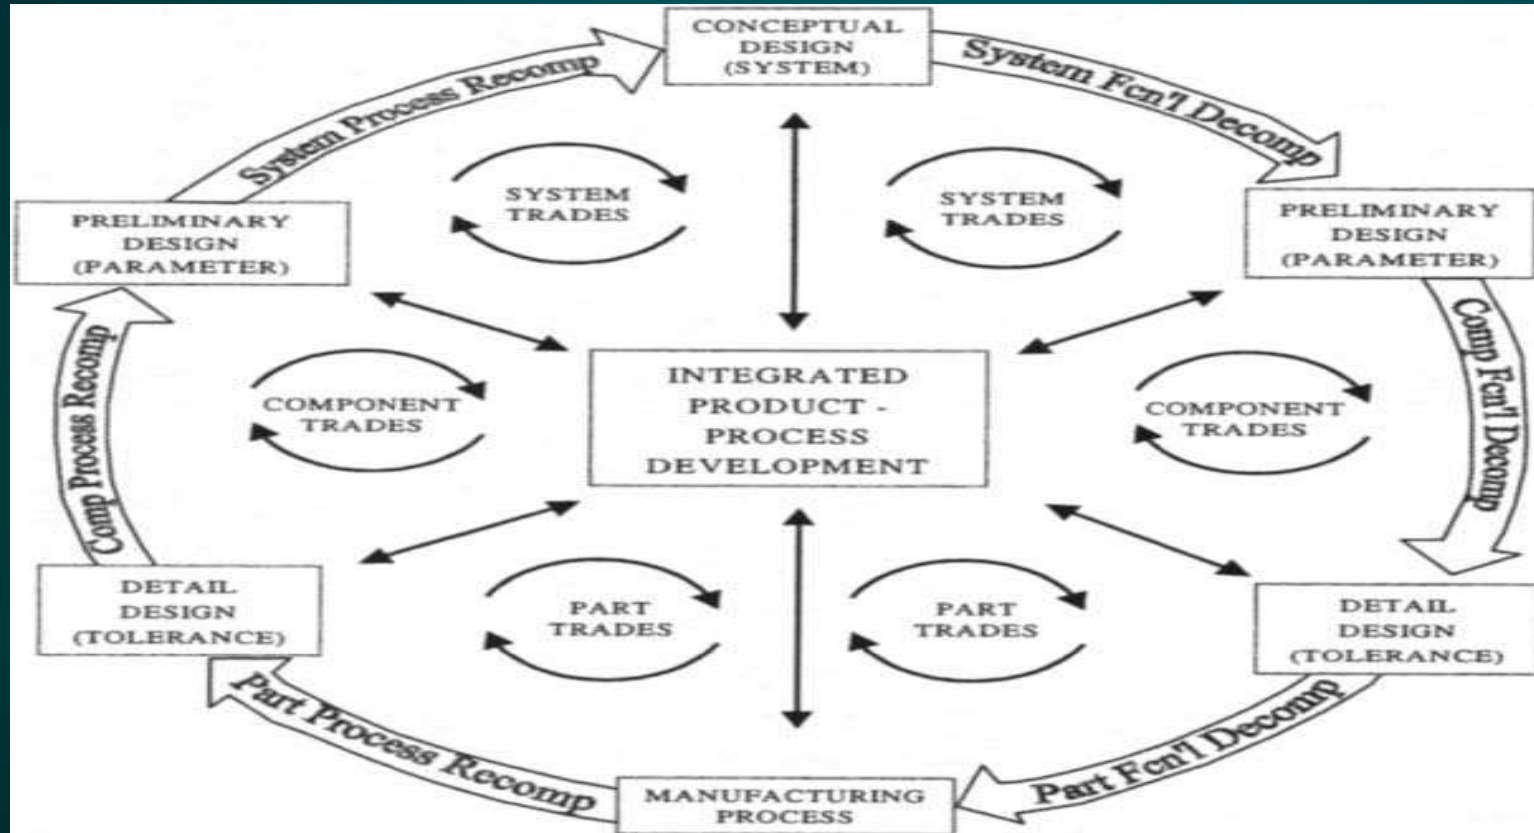 CONCEPTUAL
DESIGN
(SYSTEM)
System Fcn'l Decomp
PRELIMINARY
DESIGN
(PARAMETER)
Comp Fcn'l Decomp
DETAIL
DESIGN
(TOLERANCE)
Part Fcn'l Decomp
MANUFACTURING
PROCESS
Part Process Recomp
DETAIL
DESIGN
(TOLERANCE)
Comp Process Recomp
PRELIMINARY
DESIGN
(PARAMETER)
System Process Recomp
SYSTEM
TRADES
SYSTEM
TRADES
COMPONENT
TRADES
INTEGRATED
PRODUCT -
PROCESS
DEVELOPMENT
COMPONENT
TRADES
PART
TRADES
PART
TRADES